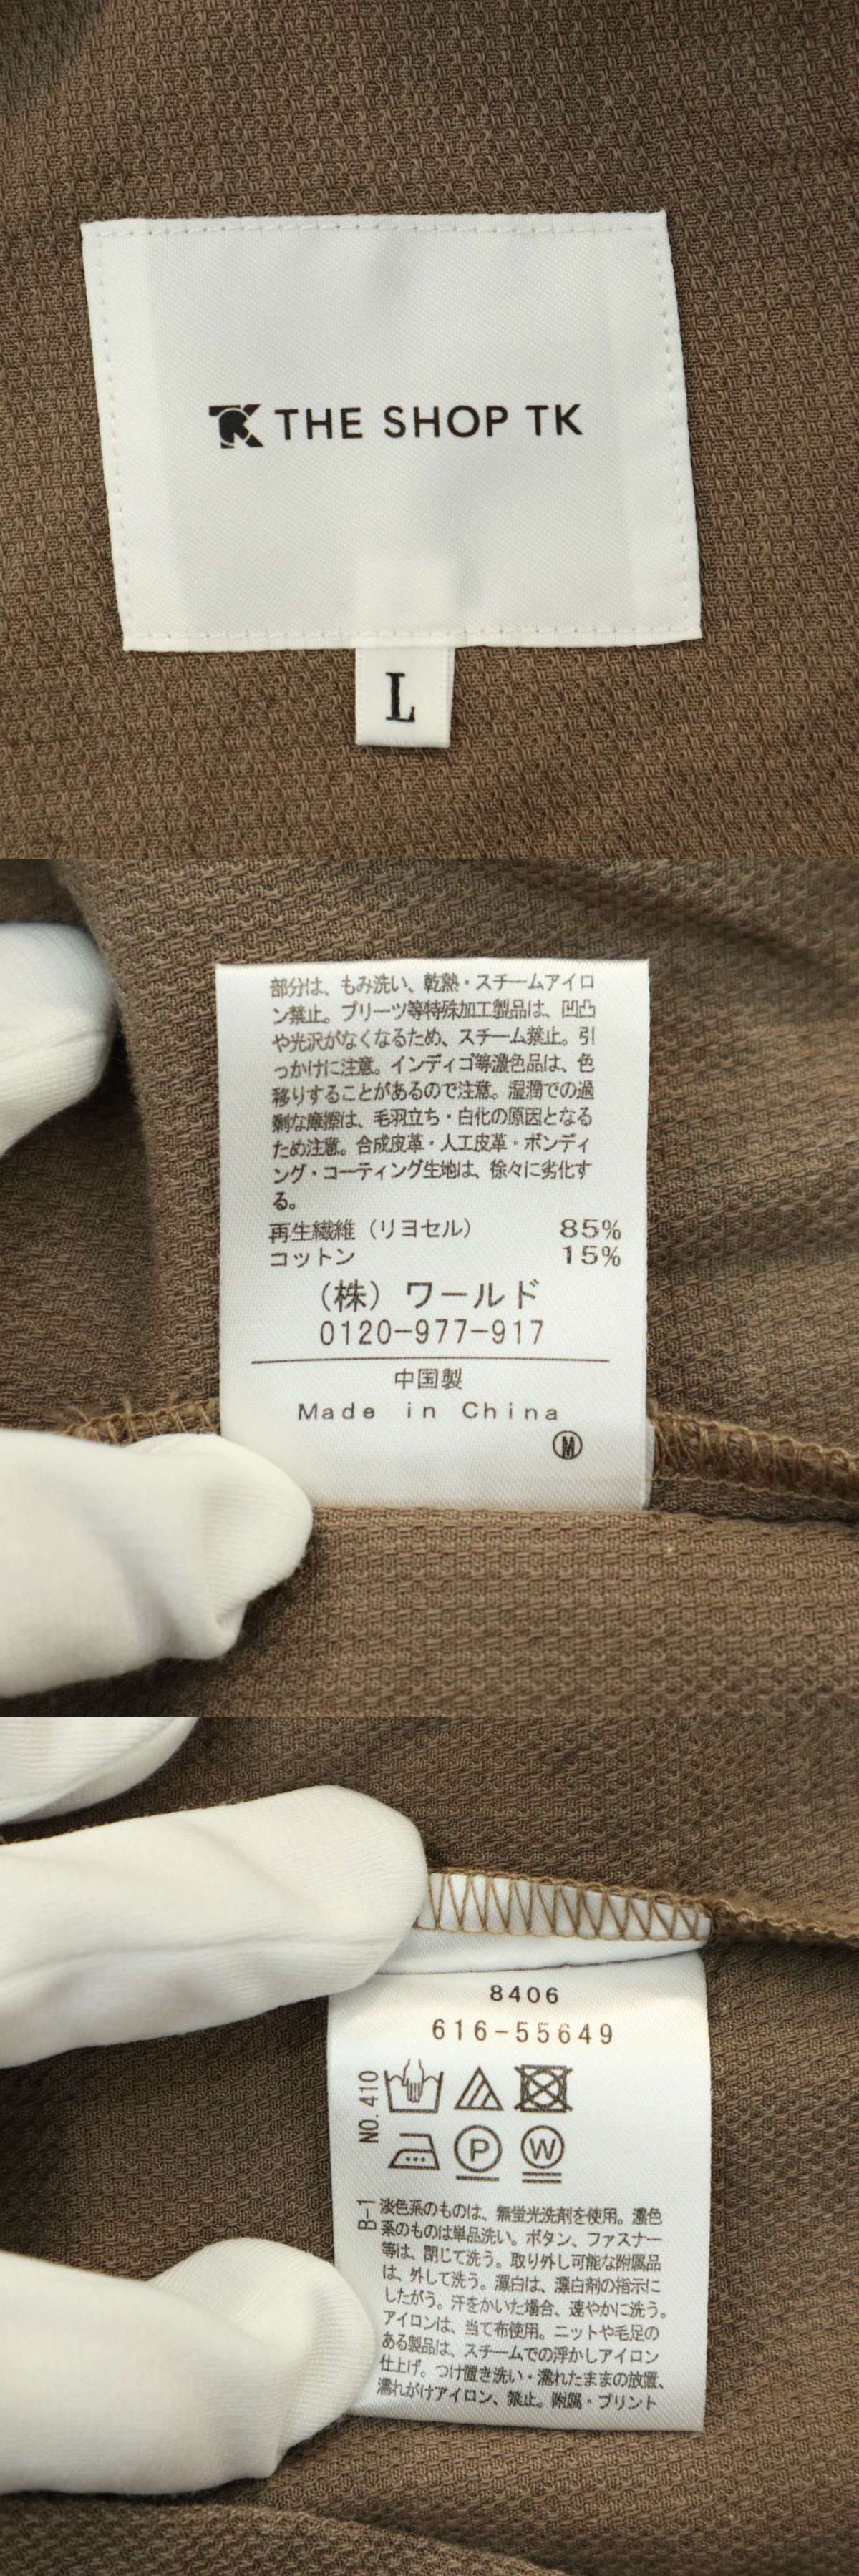 TK THE SHOP TK
L
部分は、もみ洗い、乾熱・スチームアイロ
ン禁止。プリーツ等特殊加工製品は、凹凸
や光沢がなくなるため、スチーム禁止。引
っかけに注意。インディゴ等濃色品は、色
移りすることがあるので注意。湿潤での過
剰な摩擦は、毛羽立ち・白化の原因となる
ため注意。合成皮革・人工皮革・ボンディ
ング・コーティング生地は、徐々に劣化す
る。
再生繊維（リヨセル） 85%
コットン 15%
（株）ワールド
0120-977-917
中国製
Made in China
Ⓜ
8406
616-55649
NO.410
P W
B-1
淡色系のものは、無蛍光洗剤を使用。濃色
系のものは単品洗い。ボタン、ファスナー
等は、閉じて洗う。取り外し可能な附属品
は、外して洗う。漂白は、漂白剤の指示に
したがう。汗をかいた場合、速やかに洗う。
アイロンは、当て布使用。ニットや毛足の
ある製品は、スチームでの浮かしアイロン
仕上げ。つけ置き洗い・濡れたままの放置、
濡れがけアイロン、禁止。附属・プリント